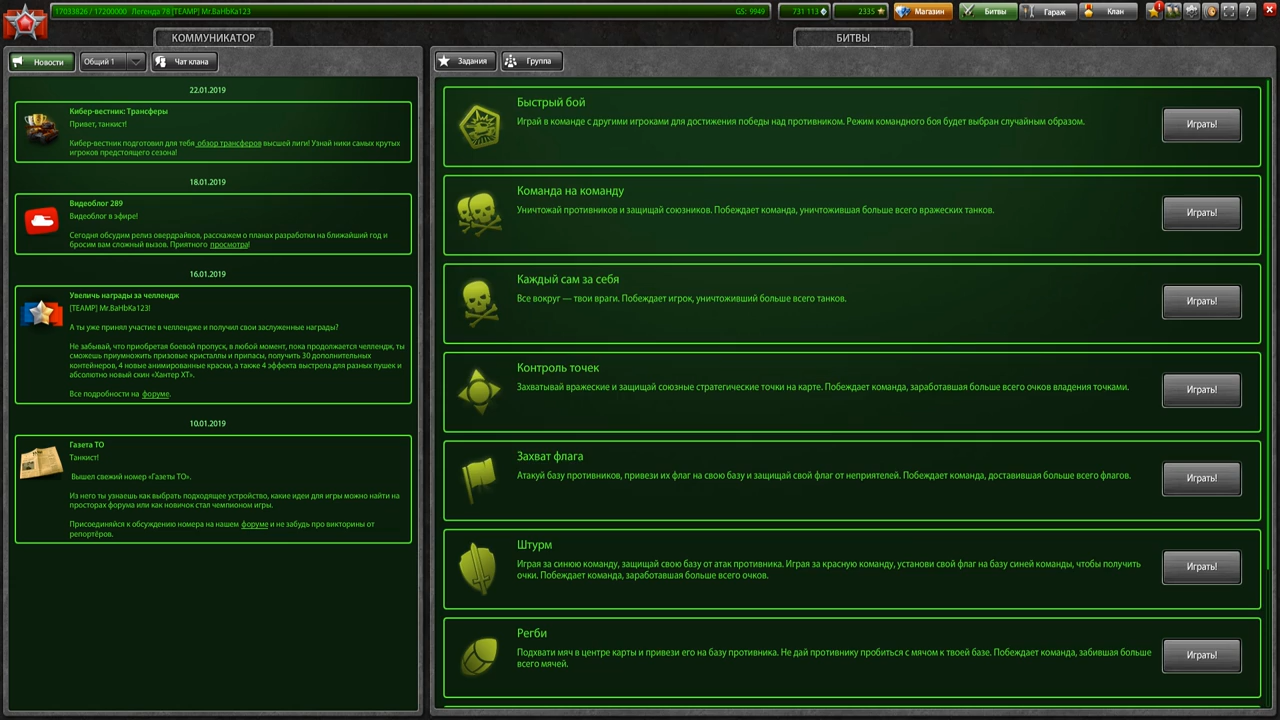 17033826 / 17200000 Легенда 78 [TEAMP] Mr.BaHbKa123
GS: 9949
731 113
2335
Магазин
Битвы
Гараж
Клан
КОММУНИКАТОР
БИТВЫ
Новости
Общий 1
Чат клана
Задания
Группа
22.01.2019
Кибер-вестник: Трансферы
Привет, танкист!
Кибер-вестник подготовил для тебя обзор трансферов высшей лиги! Узнай ники самых крутых
игроков предстоящего сезона!
18.01.2019
Видеоблог 289
Видеоблог в эфире!
Сегодня обсудим релиз овердрайвов, расскажем о планах разработки на ближайший год и
бросим вам сложный вызов. Приятного просмотра!
16.01.2019
Увеличь награды за челлендж
[TEAMP] Mr.BaHbKa123!
А ты уже принял участие в челлендже и получил свои заслуженные награды?
Не забывай, что приобретая боевой пропуск, в любой момент, пока продолжается челлендж, ты
сможешь приумножить призовые кристаллы и припасы, получить 30 дополнительных
контейнеров, 4 новые анимированные краски, а также 4 эффекта выстрела для разных пушек и
абсолютно новый скин «Хантер ХТ».
Все подробности на форуме.
10.01.2019
Газета ТО
Танкист!
Вышел свежий номер «Газеты ТО».
Из него ты узнаешь как выбрать подходящее устройство, какие идеи для игры можно найти на
просторах форума или как новичок стал чемпионом игры.
Присоединяйся к обсуждению номера на нашем форуме и не забудь про викторины от
репортёров.
Быстрый бой
Играй в команде с другими игроками для достижения победы над противником. Режим командного боя будет выбран случайным образом.
Играть!
Команда на команду
Уничтожай противников и защищай союзников. Побеждает команда, уничтожившая больше всего вражеских танков.
Играть!
Каждый сам за себя
Все вокруг — твои враги. Побеждает игрок, уничтоживший больше всего танков.
Играть!
Контроль точек
Захватывай вражеские и защищай союзные стратегические точки на карте. Побеждает команда, заработавшая больше всего очков владения точками.
Играть!
Захват флага
Атакуй базу противников, привези их флаг на свою базу и защищай свой флаг от неприятелей. Побеждает команда, доставившая больше всего флагов.
Играть!
Штурм
Играя за синюю команду, защищай свою базу от атак противника. Играя за красную команду, установи свой флаг на базу синей команды, чтобы получить
очки. Побеждает команда, заработавшая больше всего очков.
Играть!
Регби
Подхвати мяч в центре карты и привези его на базу противника. Не дай противнику пробиться с мячом к твоей базе. Побеждает команда, забившая больше
всего мячей.
Играть!